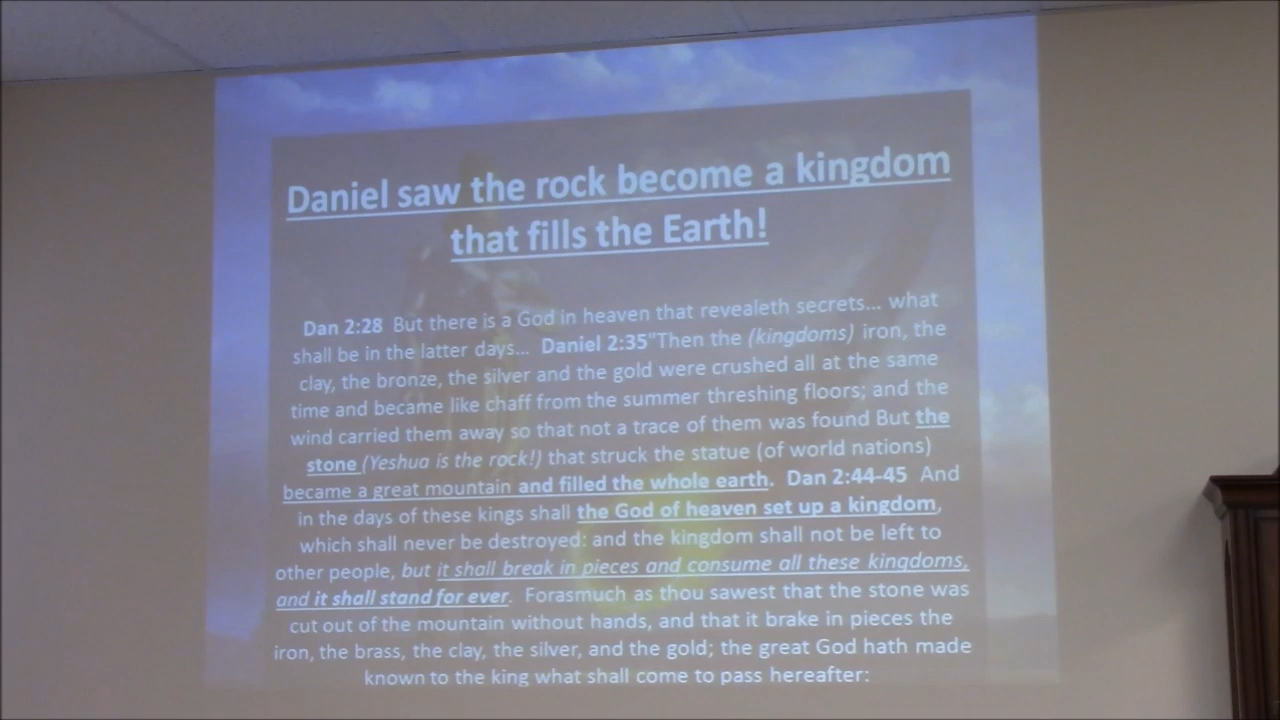 Daniel saw the rock become a kingdom
that fills the Earth!
Dan 2:28 But there is a God in heaven that revealeth secrets... what
shall be in the latter days... Daniel 2:35"Then the (kingdoms) iron, the
clay, the bronze, the silver and the gold were crushed all at the same
time and became like chaff from the summer threshing floors; and the
wind carried them away so that not a trace of them was found But the
stone (Yeshua is the rock!) that struck the statue (of world nations)
became a great mountain and filled the whole earth. Dan 2:44-45 And
in the days of these kings shall the God of heaven set up a kingdom,
which shall never be destroyed: and the kingdom shall not be left to
other people, but it shall break in pieces and consume all these kingdoms,
and it shall stand for ever. Forasmuch as thou sawest that the stone was
cut out of the mountain without hands, and that it brake in pieces the
iron, the brass, the clay, the silver, and the gold; the great God hath made
known to the king what shall come to pass hereafter: